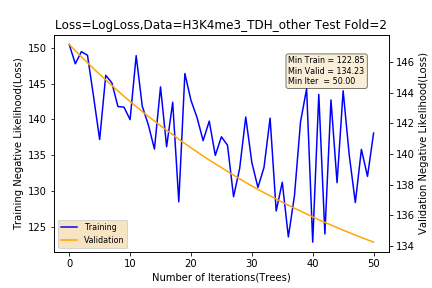 Loss=LogLoss,Data=H3K4me3_TDH_other Test Fold=2
Training Negative Likelihood(Loss)
150
145
140
135
130
125
Min Train = 122.85
Min Valid = 134.23
Min Iter = 50.00
Training
Validation
146
144
142
140
138
136
134
Validation Negative Likelihood(Loss)
0
10
20
30
40
50
Number of Iterations(Trees)